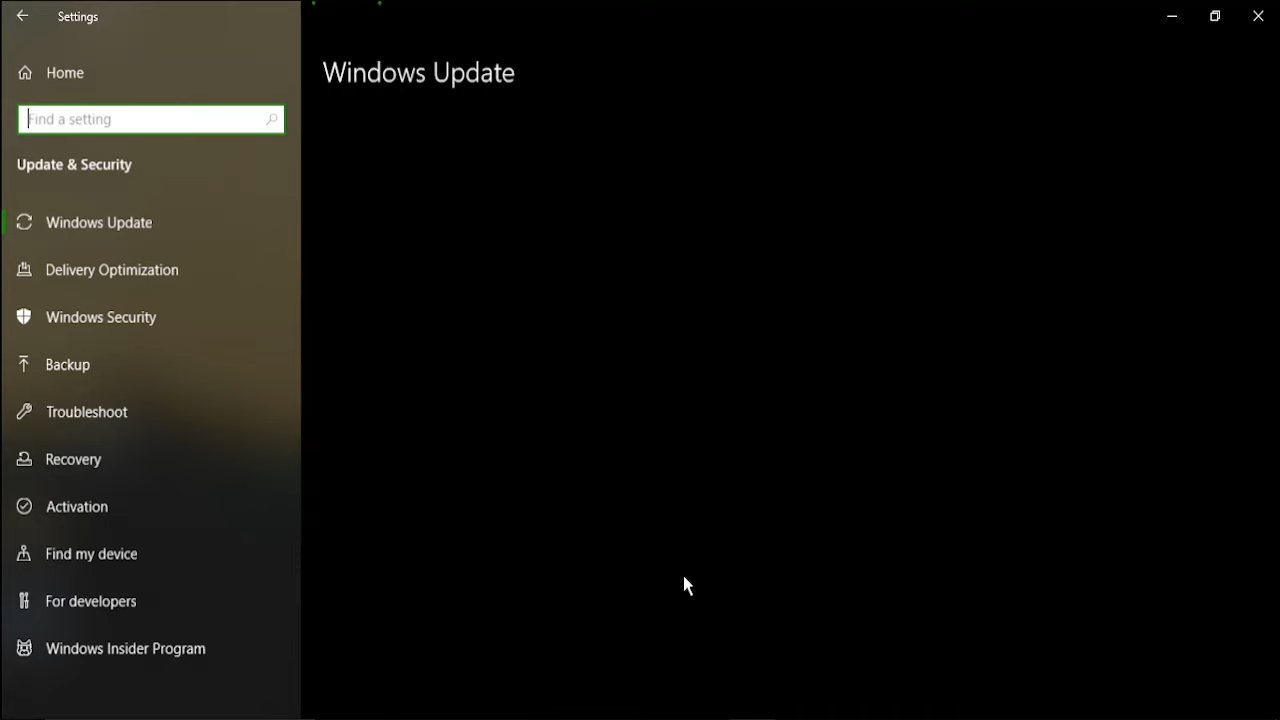 Settings
Home
Find a setting
Update & Security
Windows Update
Delivery Optimization
Windows Security
Backup
Troubleshoot
Recovery
Activation
Find my device
For developers
Windows Insider Program
Windows Update